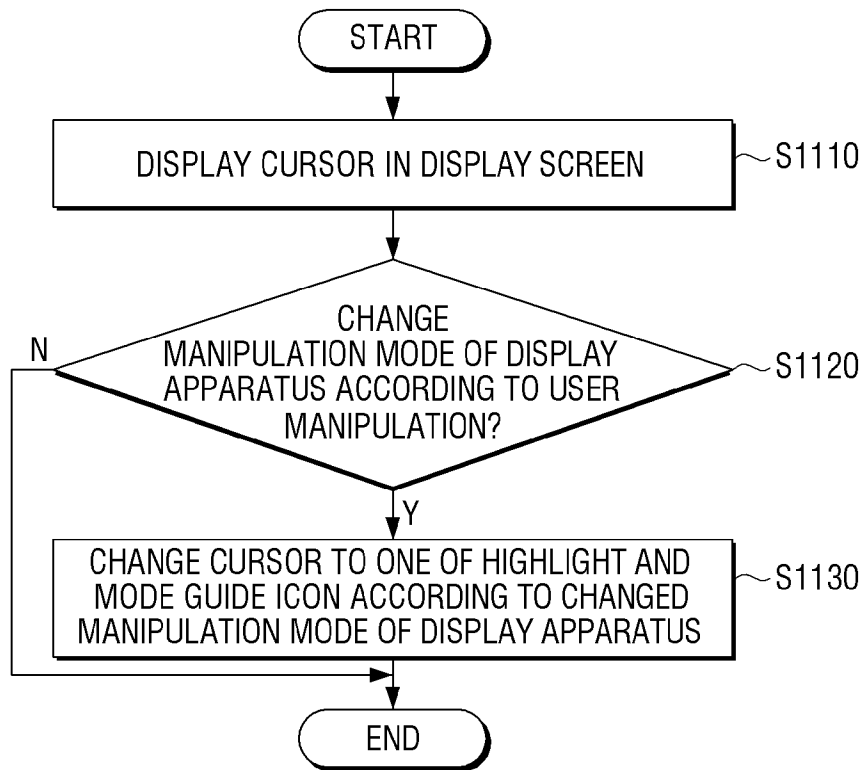 START
DISPLAY CURSOR IN DISPLAY SCREEN
S1110
CHANGE
MANIPULATION MODE OF DISPLAY
APPARATUS ACCORDING TO USER
MANIPULATION?
S1120
N
Y
CHANGE CURSOR TO ONE OF HIGHLIGHT AND
MODE GUIDE ICON ACCORDING TO CHANGED
MANIPULATION MODE OF DISPLAY APPARATUS
S1130
END